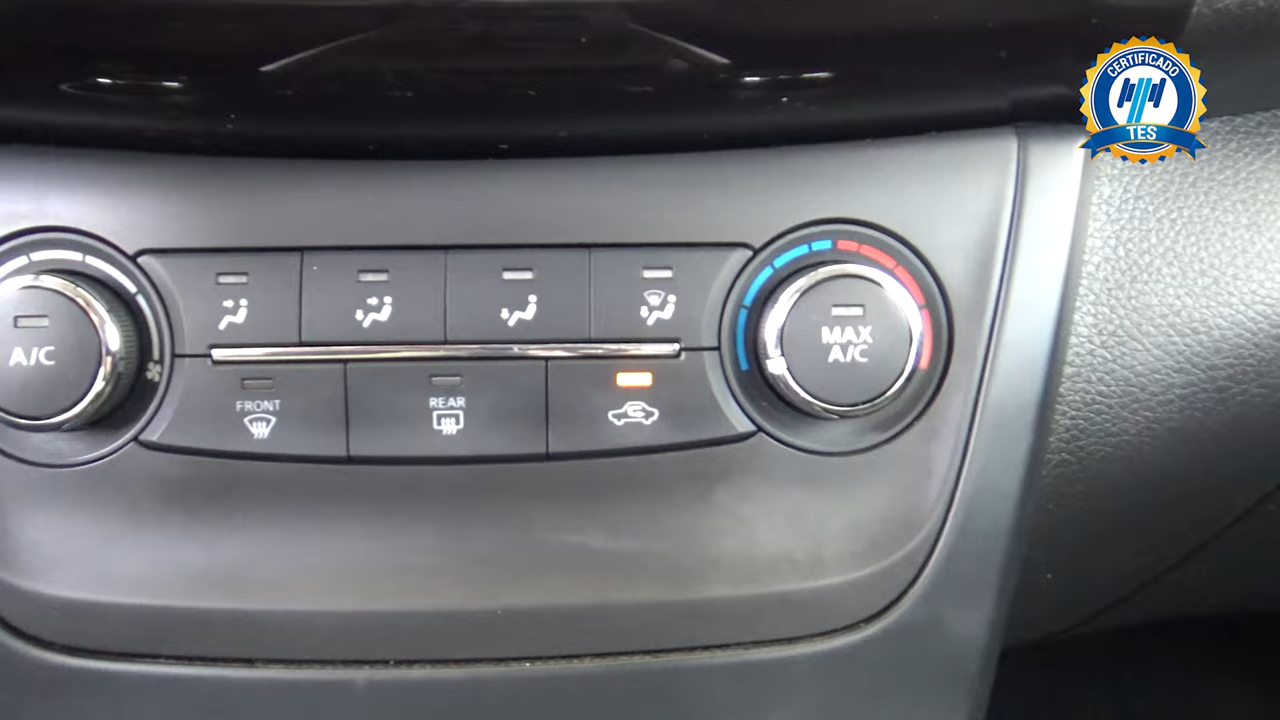 CERTIFICADO
TES
A/C
MAX
A/C
FRONT
REAR